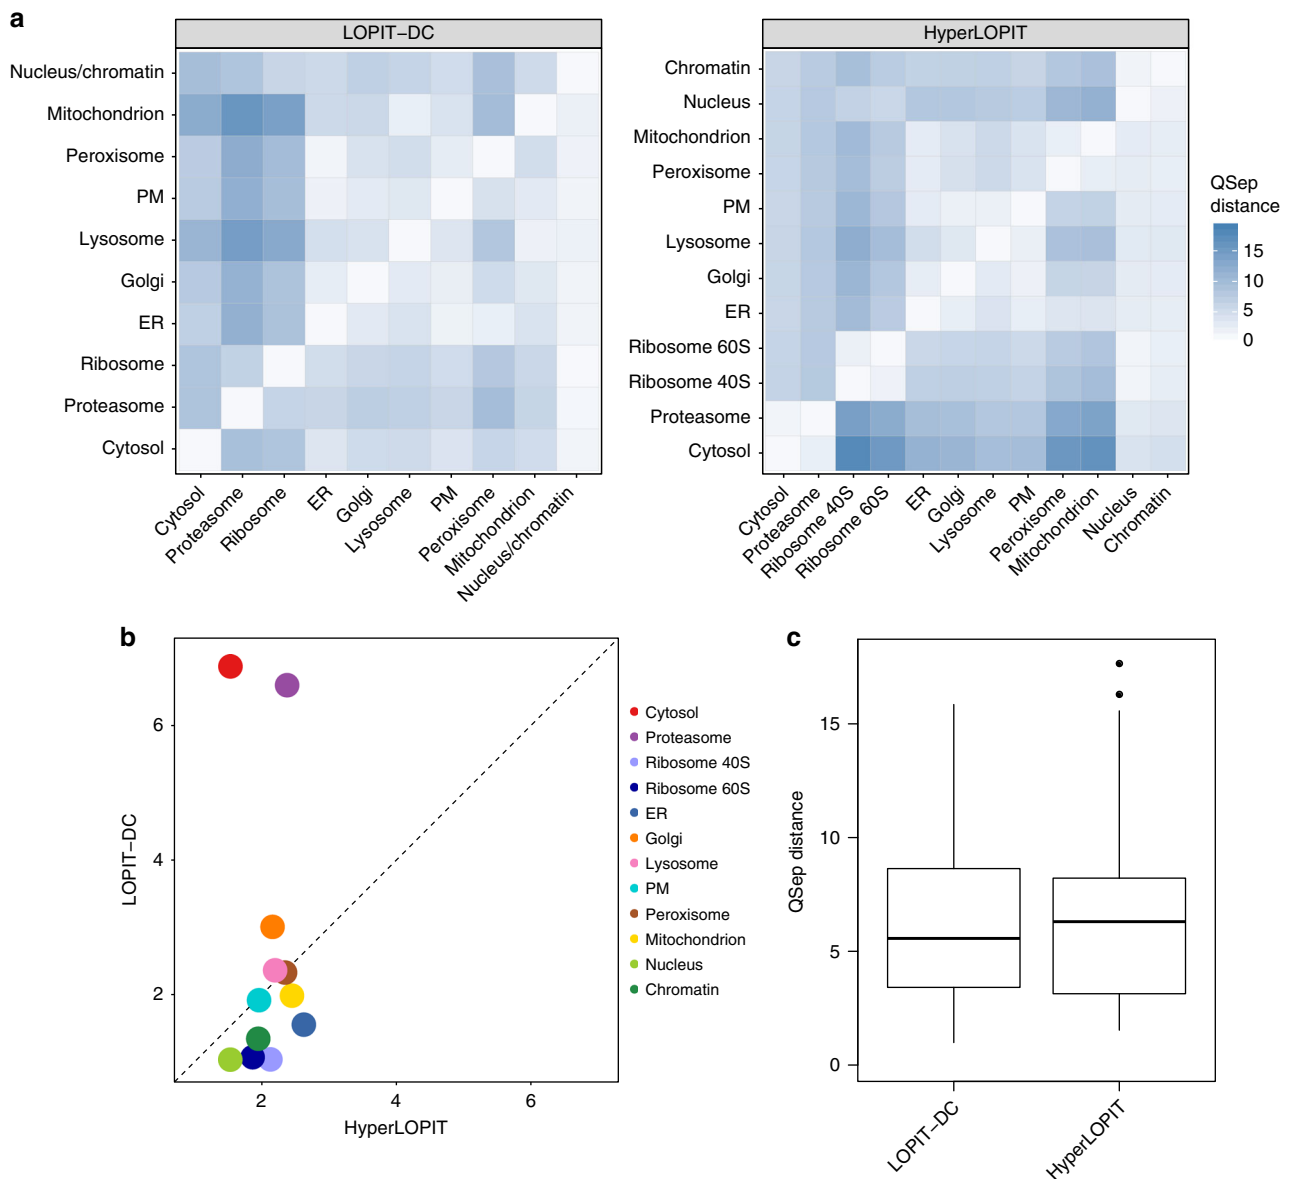 a
LOPIT–DC
Nucleus/chromatin
Mitochondrion
Peroxisome
PM
Lysosome
Golgi
ER
Ribosome
Proteasome
Cytosol
Cytosol
Proteasome
Ribosome
ER
Golgi
Lysosome
PM
Peroxisome
Mitochondrion
Nucleus/chromatin
HyperLOPIT
Chromatin
Nucleus
Mitochondrion
Peroxisome
PM
Lysosome
Golgi
ER
Ribosome 60S
Ribosome 40S
Proteasome
Cytosol
Cytosol
Proteasome
Ribosome 40S
Ribosome 60S
ER
Golgi
Lysosome
PM
Peroxisome
Mitochondrion
Nucleus
Chromatin
QSep
distance
15
10
5
0
b
LOPIT–DC
6
4
2
2
4
6
HyperLOPIT
Cytosol
Proteasome
Ribosome 40S
Ribosome 60S
ER
Golgi
Lysosome
PM
Peroxisome
Mitochondrion
Nucleus
Chromatin
c
QSep distance
15
10
5
0
LOPIT–DC
HyperLOPIT